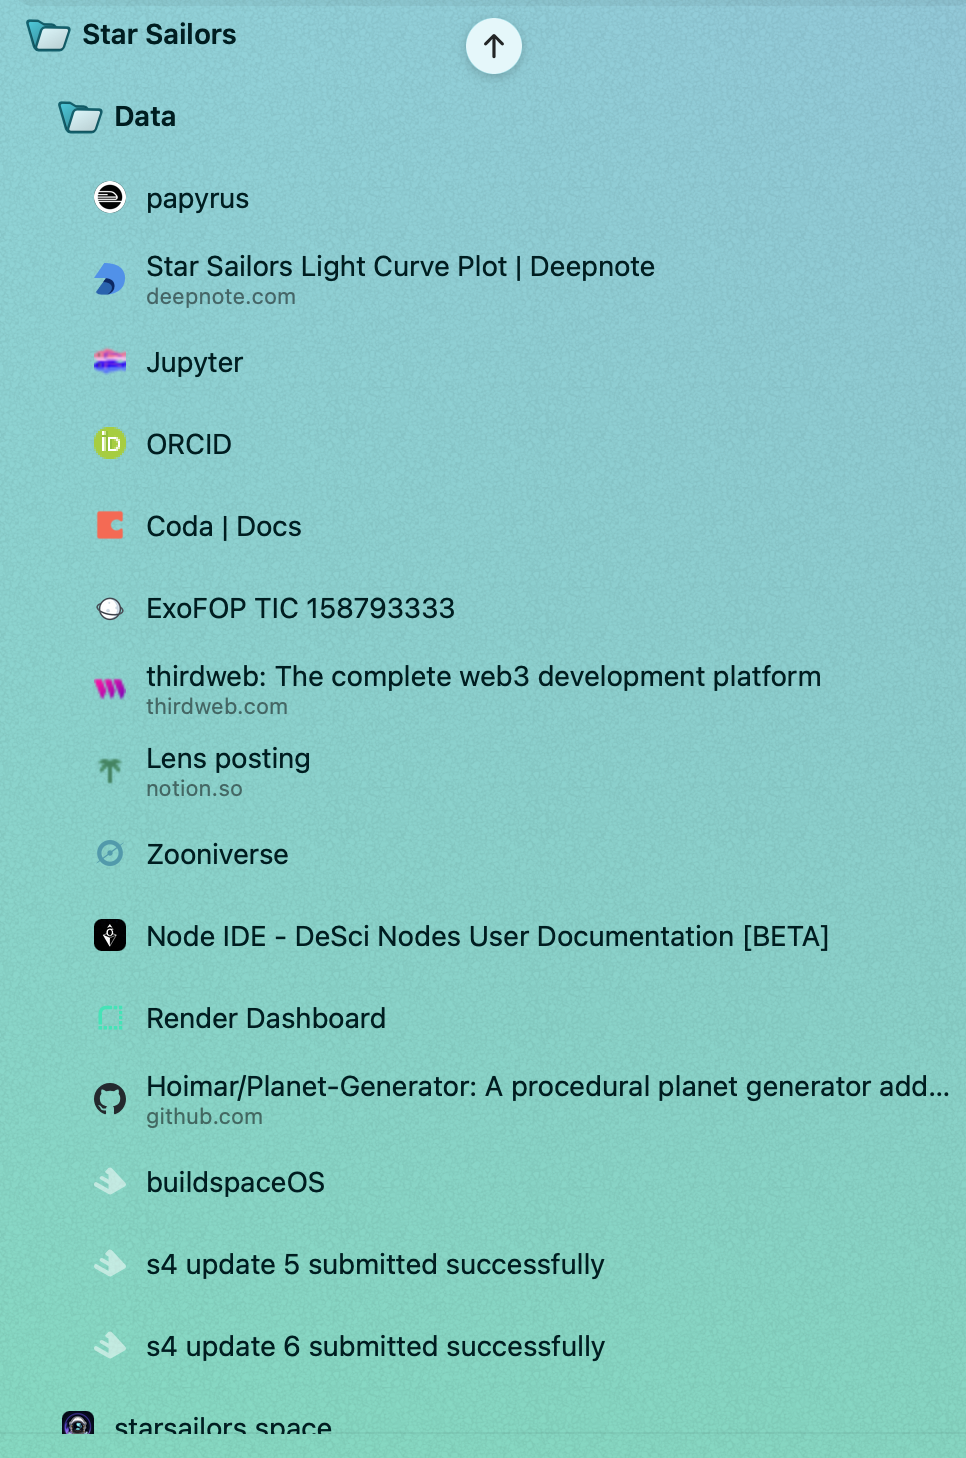 Star Sailors
Data
papyrus
Star Sailors Light Curve Plot | Deepnote
deepnote.com
Jupyter
iD
ORCID
Coda | Docs
ExoFOP TIC 158793333
thirdweb: The complete web3 development platform
thirdweb.com
Lens posting
notion.so
Zooniverse
Node IDE - DeSci Nodes User Documentation [BETA]
Render Dashboard
Hoimar/Planet-Generator: A procedural planet generator add...
github.com
buildspaceOS
s4 update 5 submitted successfully
s4 update 6 submitted successfully
starsailors.space